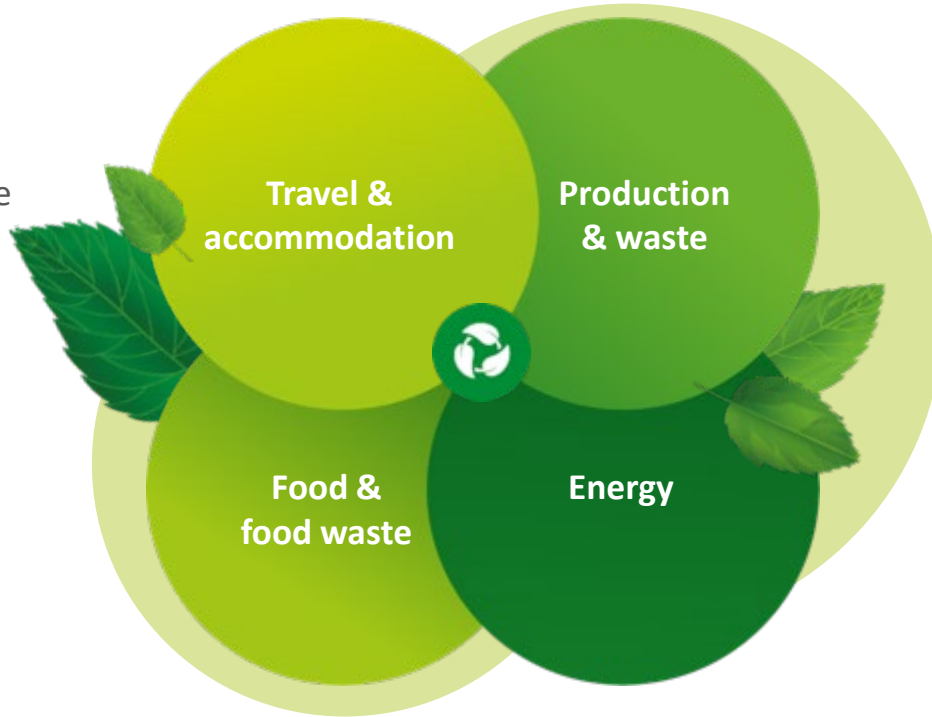 e
Travel &
accommodation
Production
& waste
Food &
food waste
Energy